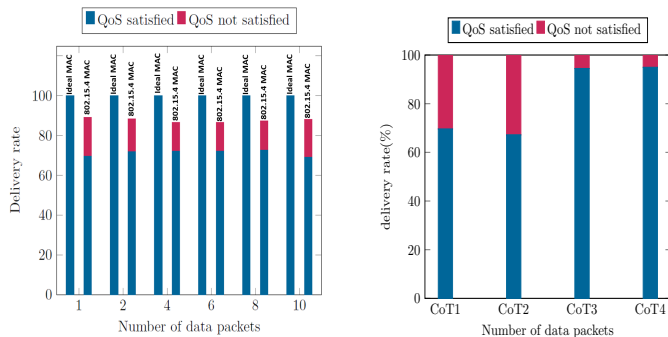 QoS satisfied QoS not satisfied
Delivery rate
100
80
60
40
20
0
Ideal MAC
802.15.4 MAC
Ideal MAC
802.15.4 MAC
Ideal MAC
802.15.4 MAC
Ideal MAC
802.15.4 MAC
Ideal MAC
802.15.4 MAC
Ideal MAC
802.15.4 MAC
1 2 4 6 8 10
Number of data packets
QoS satisfied QoS not satisfied
delivery rate(%)
100
80
60
40
20
0
CoT1 CoT2 CoT3 CoT4
Number of data packets